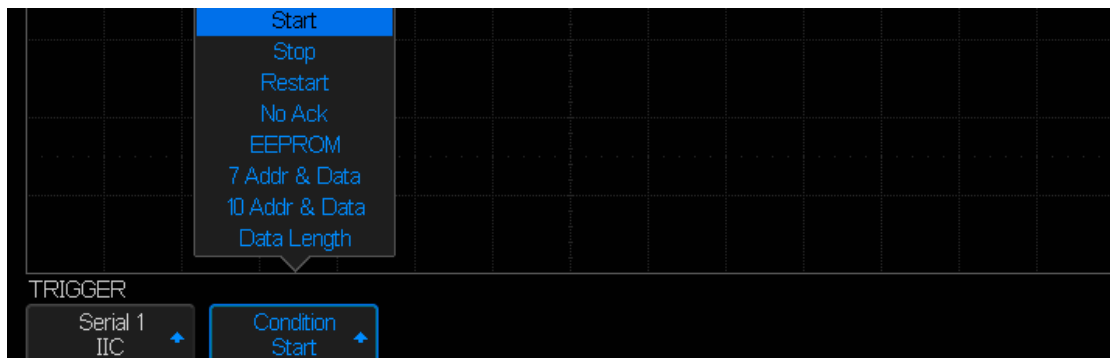 Start
Stop
Restart
No Ack
EEPROM
7 Addr & Data
10 Addr & Data
Data Length
TRIGGER
Serial 1
IIC
Condition
Start